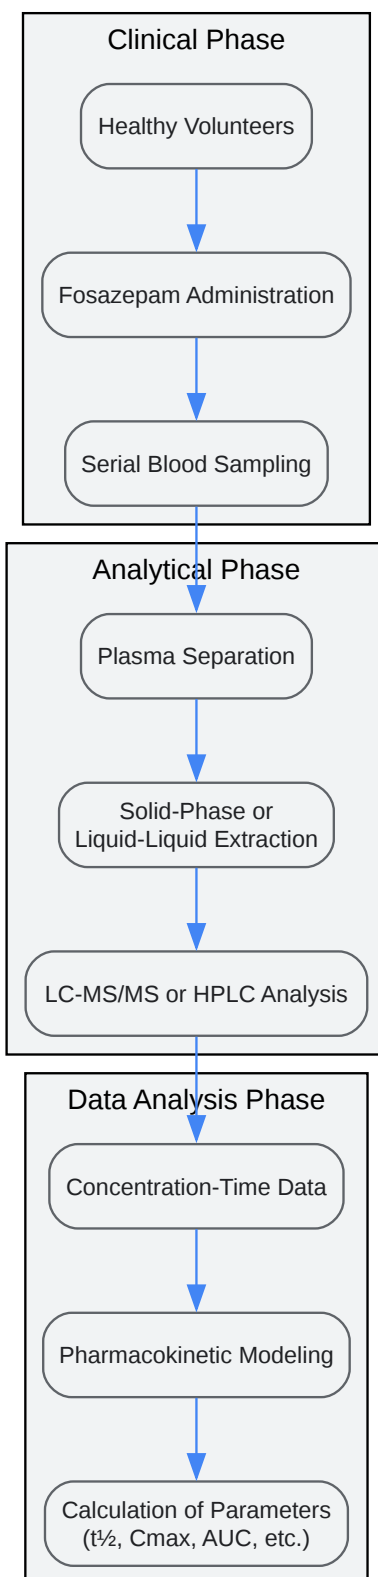 Clinical Phase
Healthy Volunteers
Fosazepam Administration
Serial Blood Sampling
Analytical Phase
Plasma Separation
Solid-Phase or
Liquid-Liquid Extraction
LC-MS/MS or HPLC Analysis
Data Analysis Phase
Concentration-Time Data
Pharmacokinetic Modeling
Calculation of Parameters
(t½, Cmax, AUC, etc.)